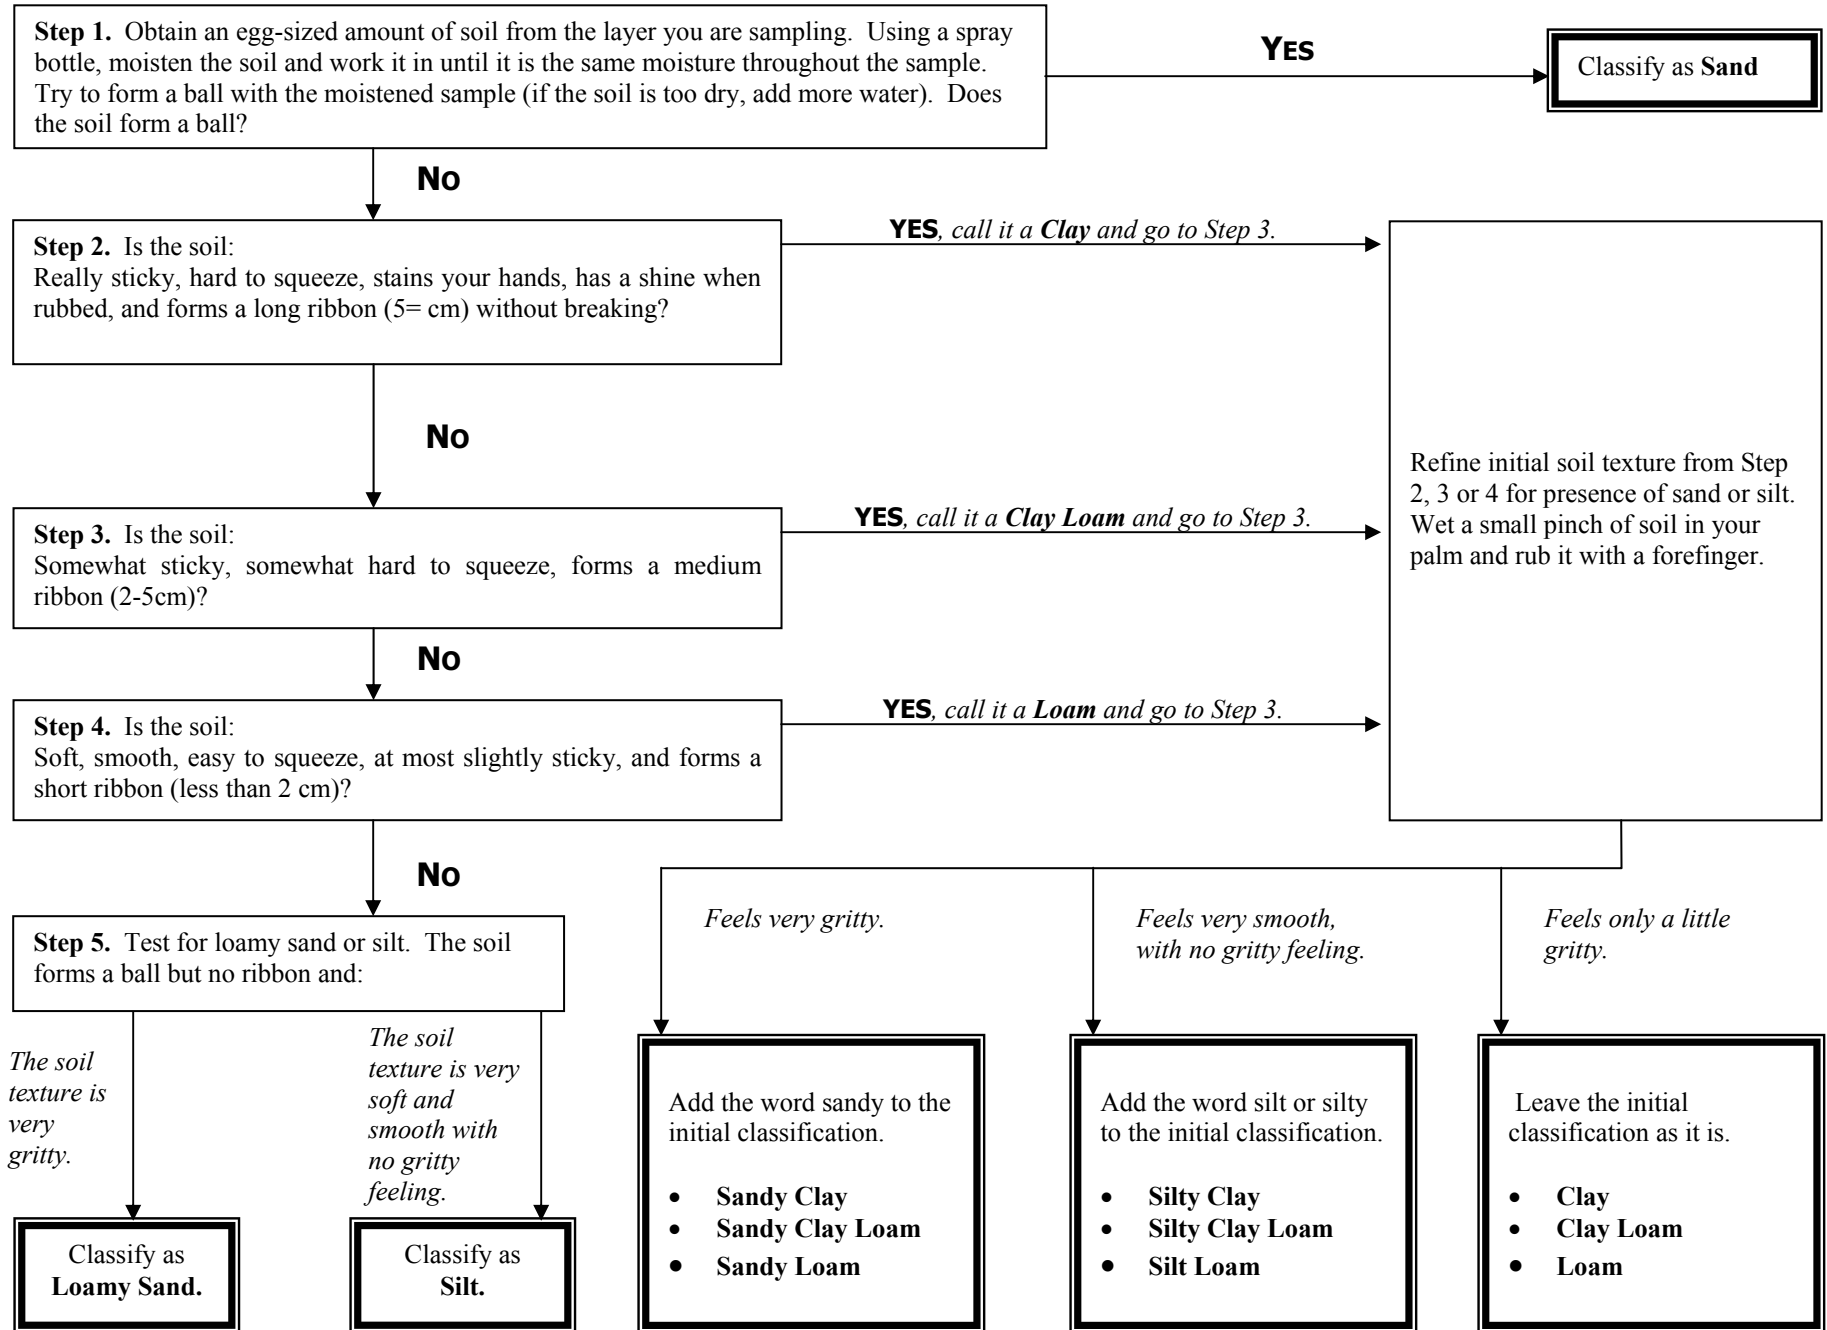 Step 1. Obtain an egg-sized amount of soil from the layer you are sampling. Using a spray
bottle, moisten the soil and work it in until it is the same moisture throughout the sample.
Try to form a ball with the moistened sample (if the soil is too dry, add more water). Does
the soil form a ball?
YES
Classify as Sand
NO
Step 2. Is the soil:
Really sticky, hard to squeeze, stains your hands, has a shine when
rubbed, and forms a long ribbon (5= cm) without breaking?
YES, call it a Clay and go to Step 3.
NO
Step 3. Is the soil:
Somewhat sticky, somewhat hard to squeeze, forms a medium
ribbon (2-5cm)?
YES, call it a Clay Loam and go to Step 3.
Refine initial soil texture from Step
2, 3 or 4 for presence of sand or silt.
Wet a small pinch of soil in your
palm and rub it with a forefinger.
NO
Step 4. Is the soil:
Soft, smooth, easy to squeeze, at most slightly sticky, and forms a
short ribbon (less than 2 cm)?
YES, call it a Loam and go to Step 3.
NO
Step 5. Test for loamy sand or silt. The soil
forms a ball but no ribbon and:
The soil
texture is
very
gritty.
Classify as
Loamy Sand.
The soil
texture is very
soft and
smooth with
no gritty
feeling.
Classify as
Silt.
Feels very gritty.
Add the word sandy to the
initial classification.
• Sandy Clay
• Sandy Clay Loam
• Sandy Loam
Feels very smooth,
with no gritty feeling.
Add the word silt or silty
to the initial classification.
• Silty Clay
• Silty Clay Loam
• Silt Loam
Feels only a little
gritty.
Leave the initial
classification as it is.
• Clay
• Clay Loam
• Loam